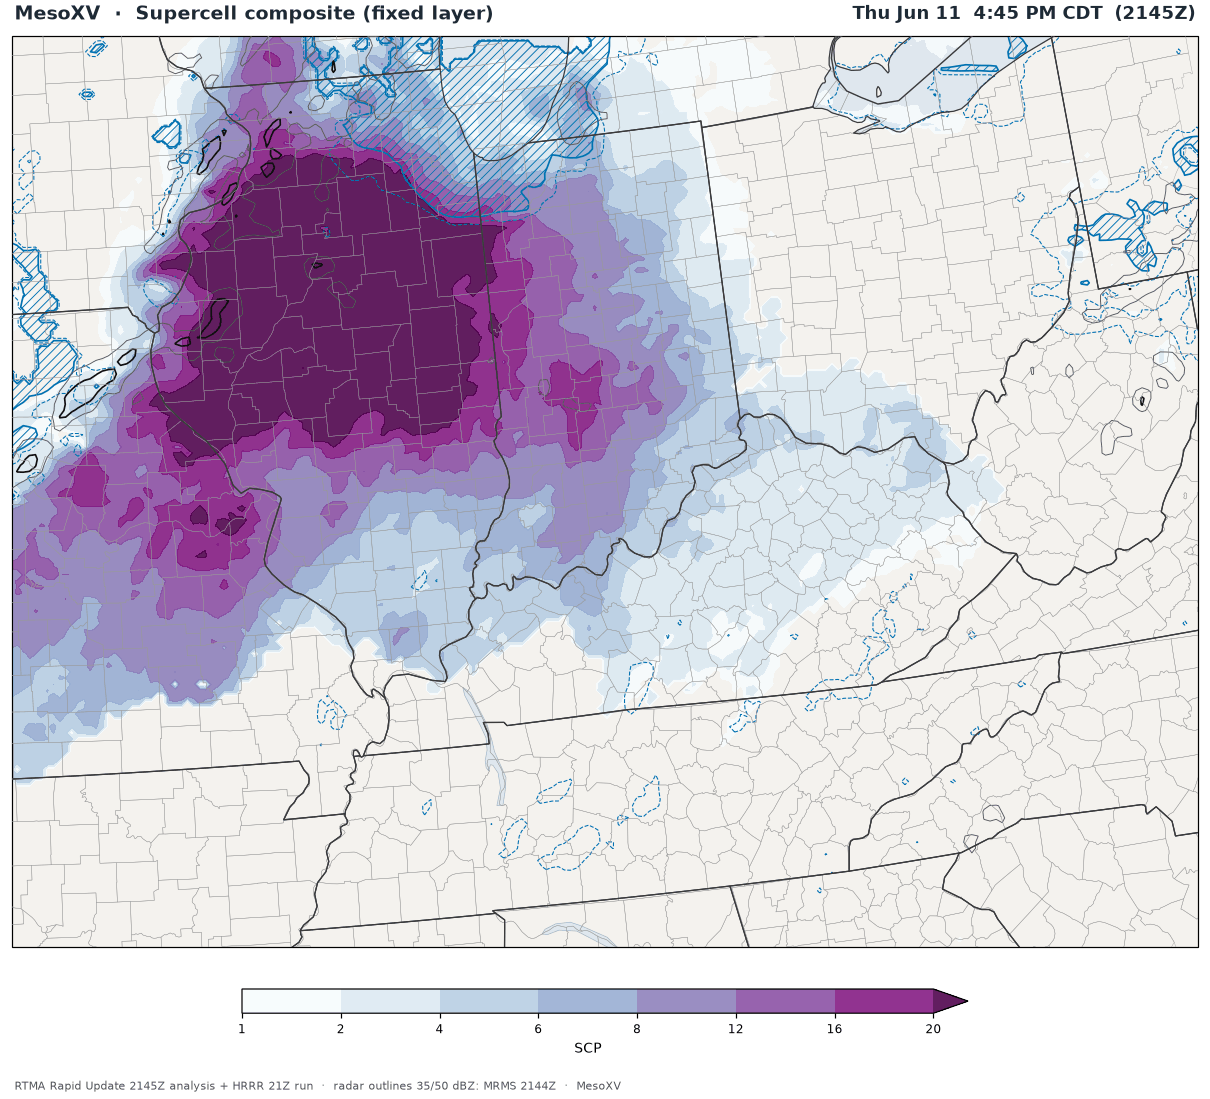 MesoXV · Supercell composite (fixed layer)
Thu Jun 11 4:45 PM CDT (2145Z)
1 2 4 6 8 12 16 20
SCP
RTMA Rapid Update 2145Z analysis + HRRR 21Z run · radar outlines 35/50 dBZ: MRMS 2144Z · MesoXV